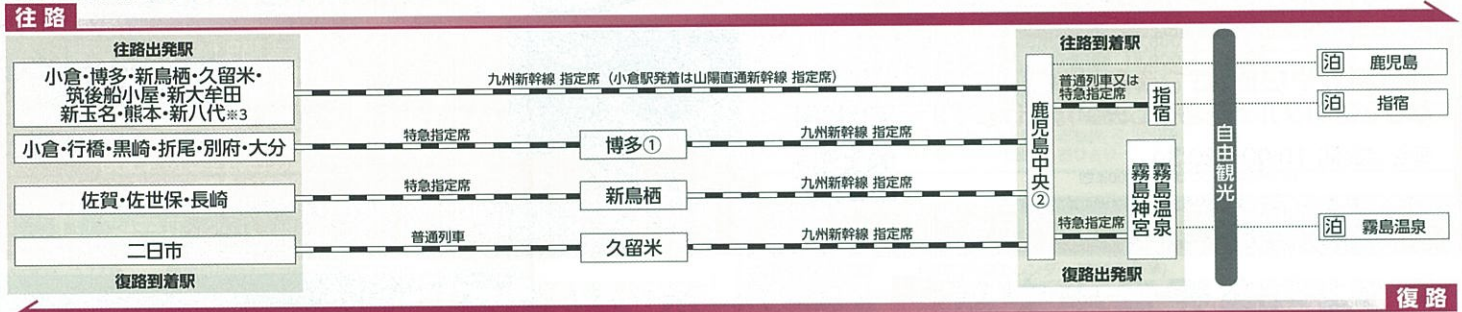 往路
往路出発駅
小倉・博多・新鳥栖・久留米・
筑後船小屋・新大牟田
新玉名・熊本・新八代※3
九州新幹線 指定席（小倉駅発着は山陽直通新幹線 指定席）
小倉・行橋・黒崎・折尾・別府・大分
特急指定席
博多①
九州新幹線 指定席
佐賀・佐世保・長崎
特急指定席
新鳥栖
九州新幹線 指定席
二日市
普通列車
久留米
九州新幹線 指定席
復路到着駅
往路到着駅
鹿児島中央②
普通列車又は
特急指定席
指宿
特急指定席
霧島温泉
霧島神宮
復路出発駅
自由観光
泊 鹿児島
泊 指宿
泊 霧島温泉
復路